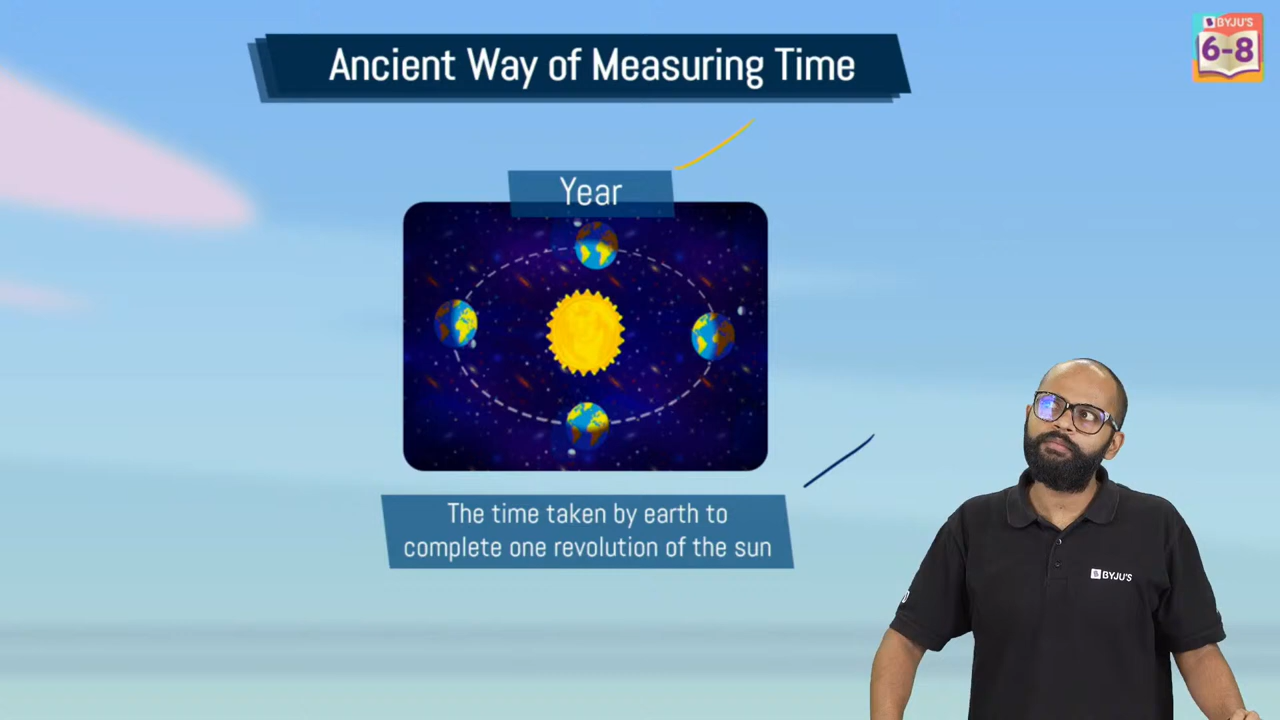 BYJU'S
6-8
Ancient Way of Measuring Time
Year
The time taken by earth to
complete one revolution of the sun
BYJU'S